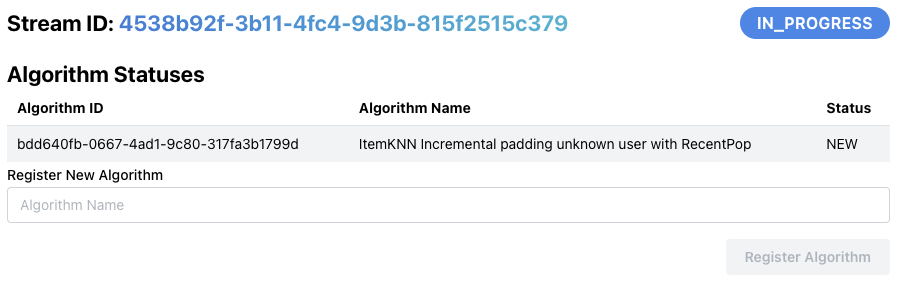 Stream ID: 4538b92f-3b11-4fc4-9d3b-815f2515c379 IN_PROGRESS
Algorithm Statuses
Algorithm ID Algorithm Name Status
bdd640fb-0667-4ad1-9c80-317fa3b1799d ItemKNN Incremental padding unknown user with RecentPop NEW
Register New Algorithm
Algorithm Name
Register Algorithm